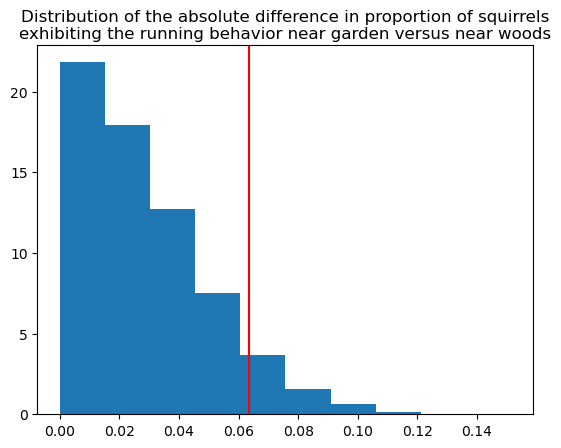 Distribution of the absolute difference in proportion of squirrels
exhibiting the running behavior near garden versus near woods
20
15
10
5
0
0.00 0.02 0.04 0.06 0.08 0.10 0.12 0.14